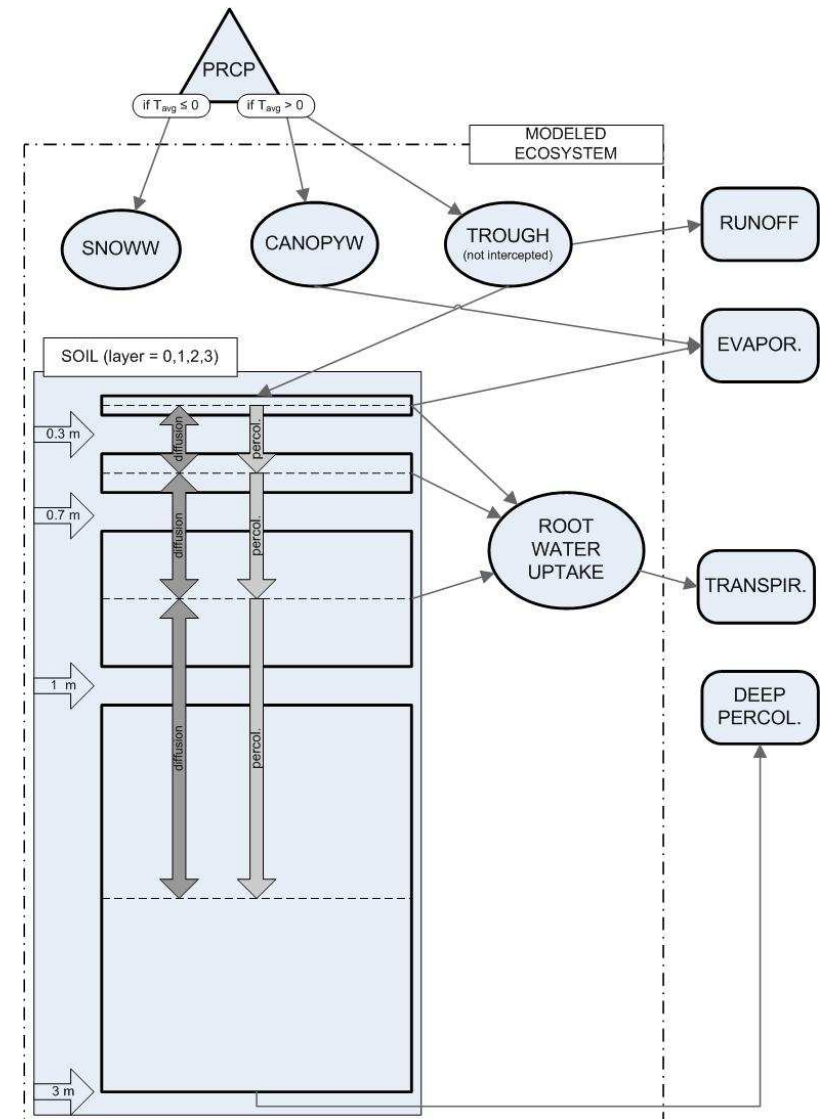 PRCP
if Tavg ≤ 0
if Tavg > 0
MODELED
ECOSYSTEM
SNOWW
CANOPYW
TROUGH
(not intercepted)
RUNOFF
EVAPOR.
SOIL (layer = 0,1,2,3)
0.3 m
diffusion
percol.
0.7 m
diffusion
percol.
ROOT
WATER
UPTAKE
TRANSPIR.
1 m
DEEP
PERCOL.
diffusion
percol.
3 m